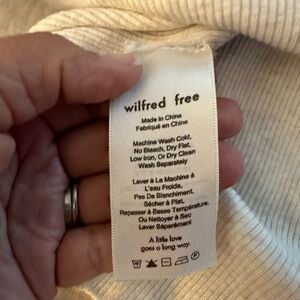 wilfred free
Made in China
Fabriqué en Chine
Machine Wash Cold,
No Bleach, Dry Flat,
Low Iron, Or Dry Clean
Wash Separately
Laver à La Machine à
L'eau Froide,
Pas De Blanchiment,
Sécher à Plat,
Repasser à Basse Température,
Ou Nettoyer à Sec
Laver Séparément
A little love
goes a long way.